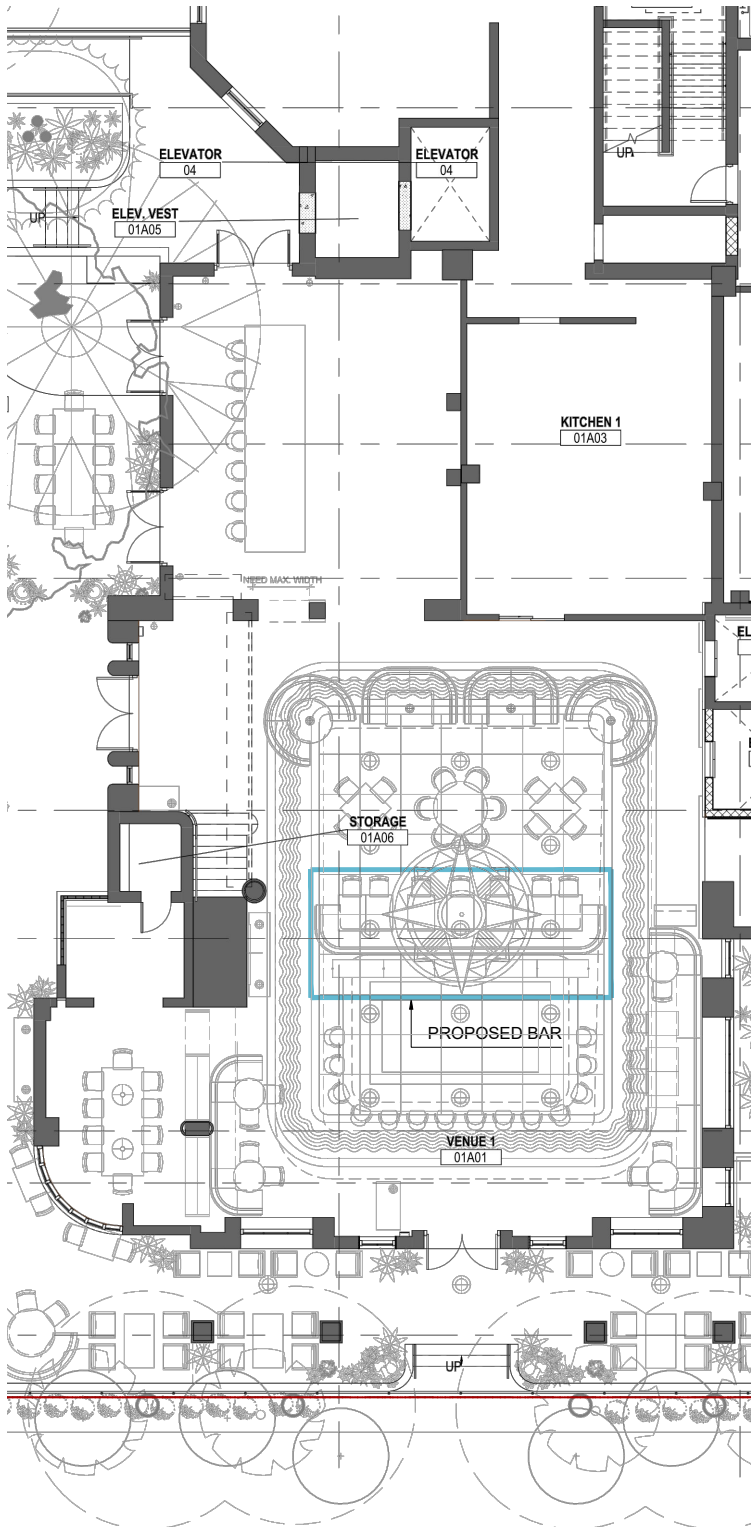 UP
ELEVATOR
04
ELEVATOR
04
UP
ELEV. VEST
01A05
KITCHEN 1
01A03
NEED MAX. WIDTH
EL
STORAGE
01A06
PROPOSED BAR
VENUE 1
01A01
UP